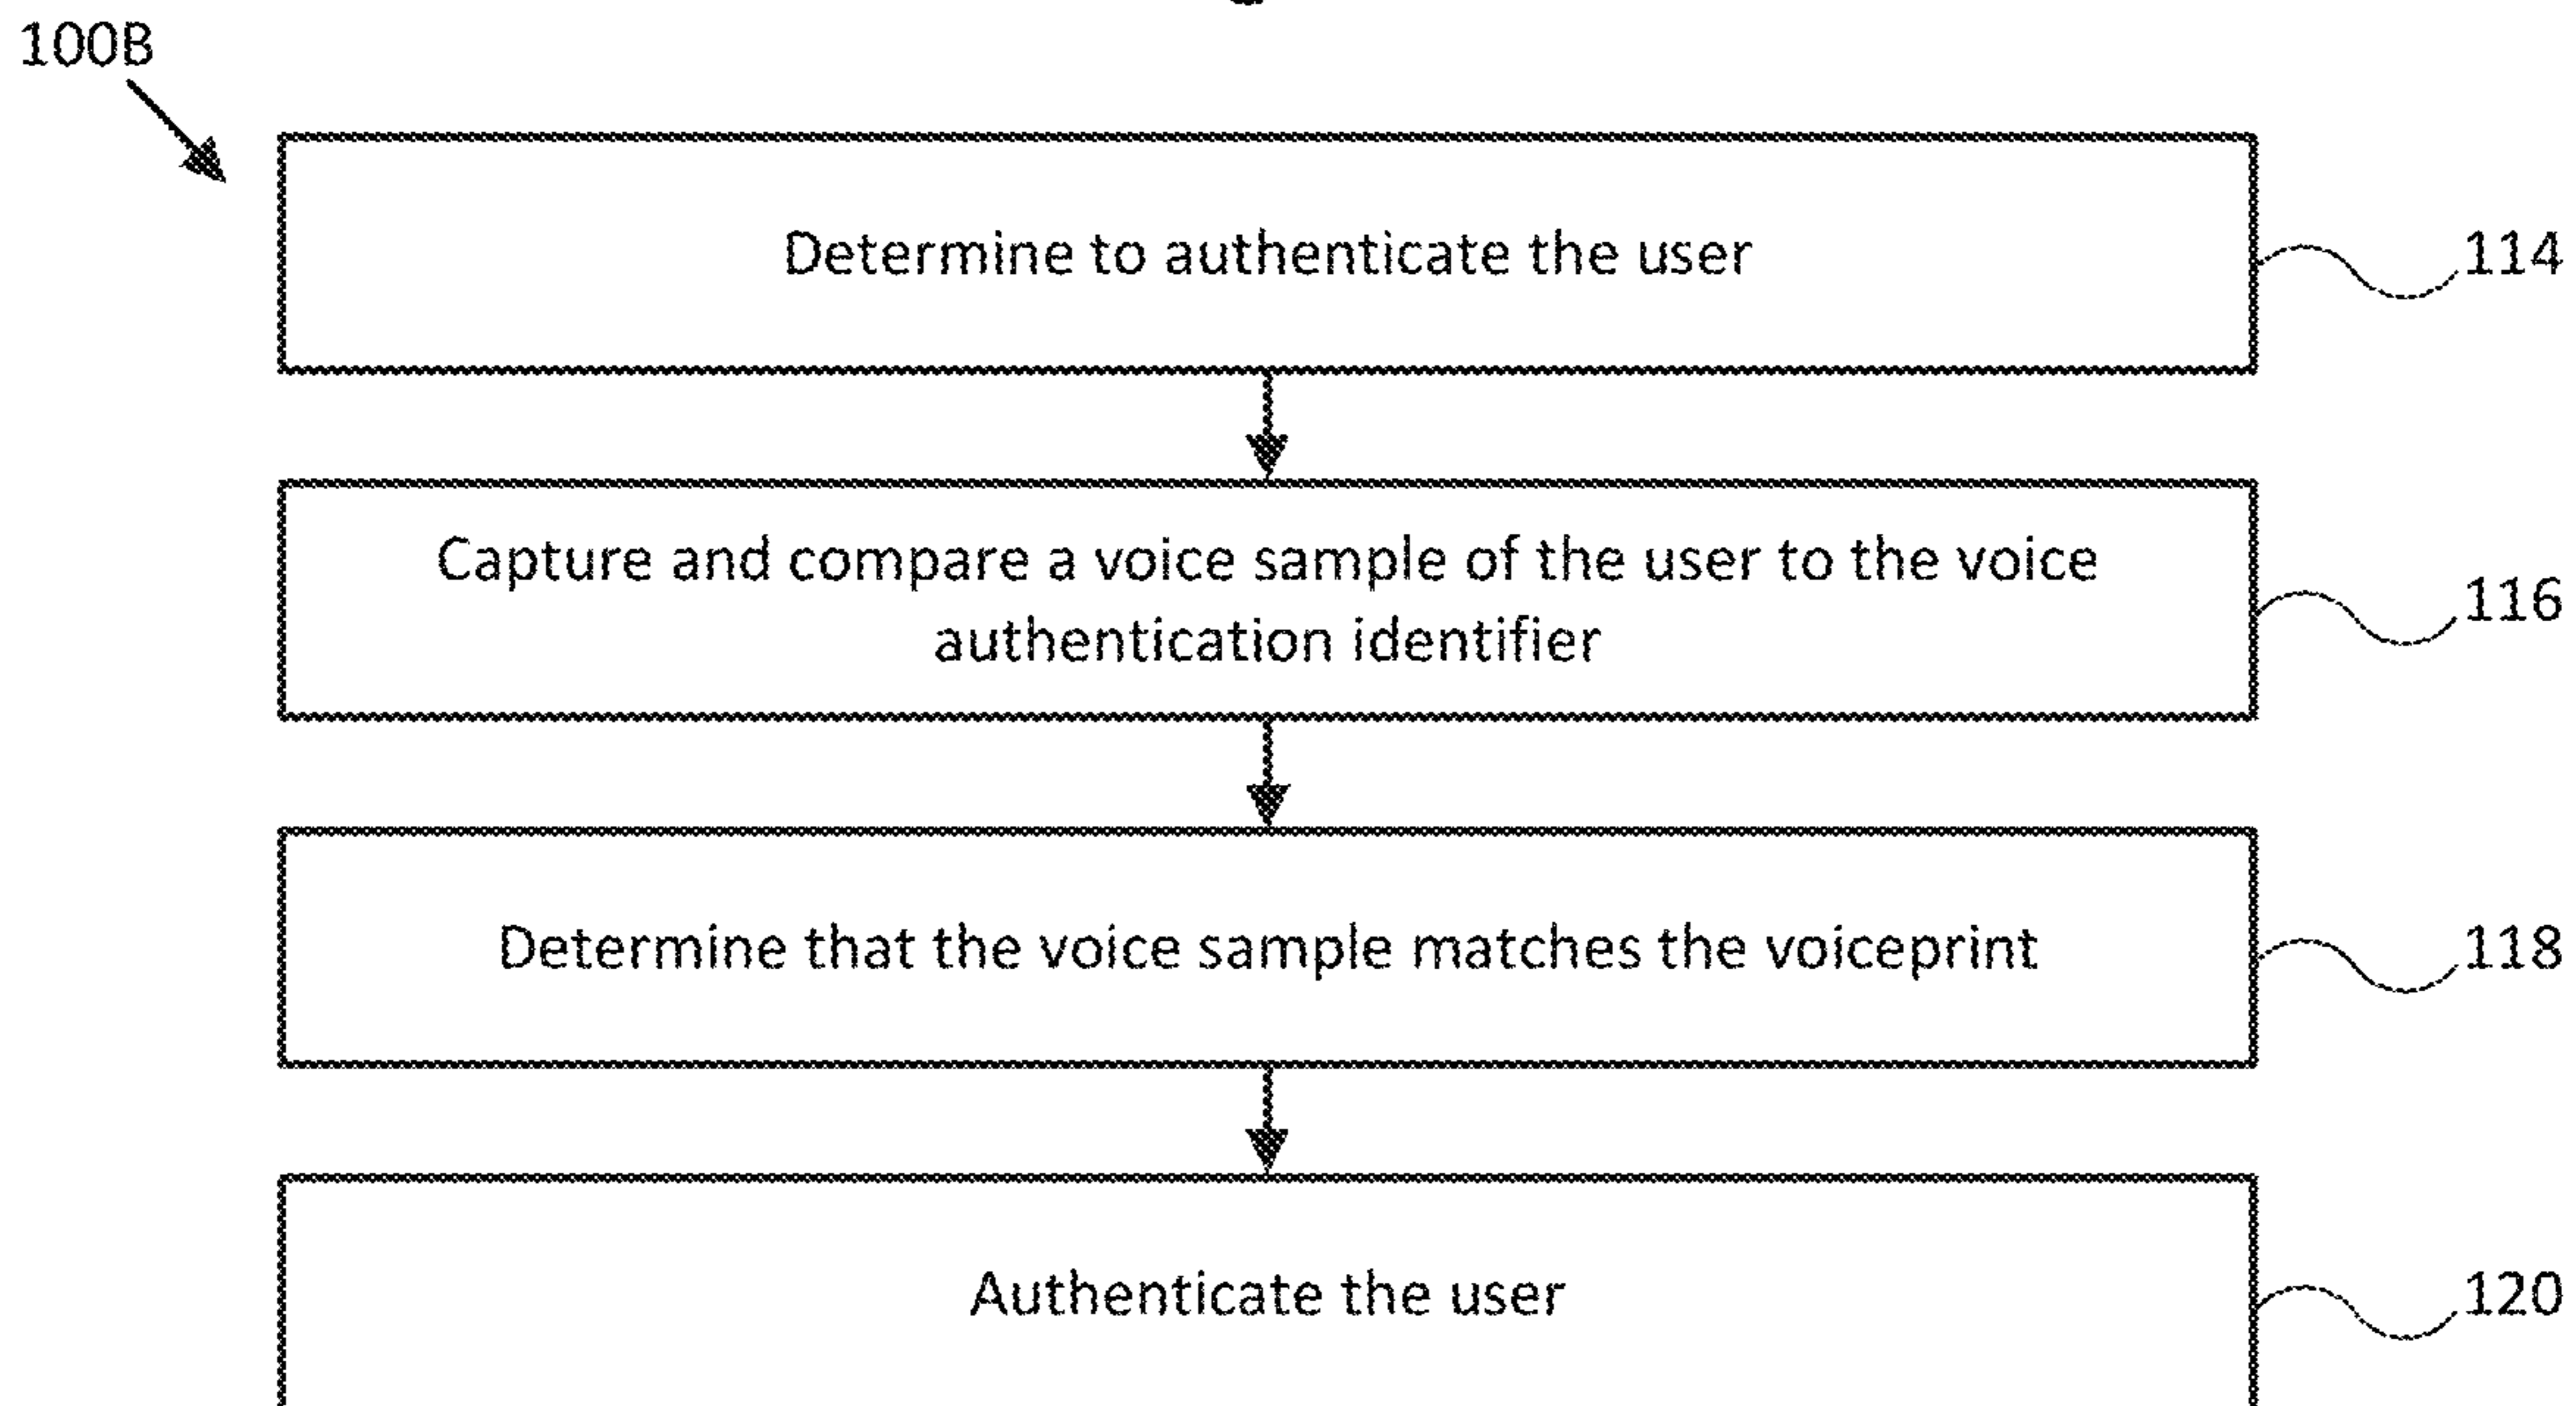 100B
Determine to authenticate the user
114
Capture and compare a voice sample of the user to the voice
authentication identifier
116
Determine that the voice sample matches the voiceprint
118
Authenticate the user
120